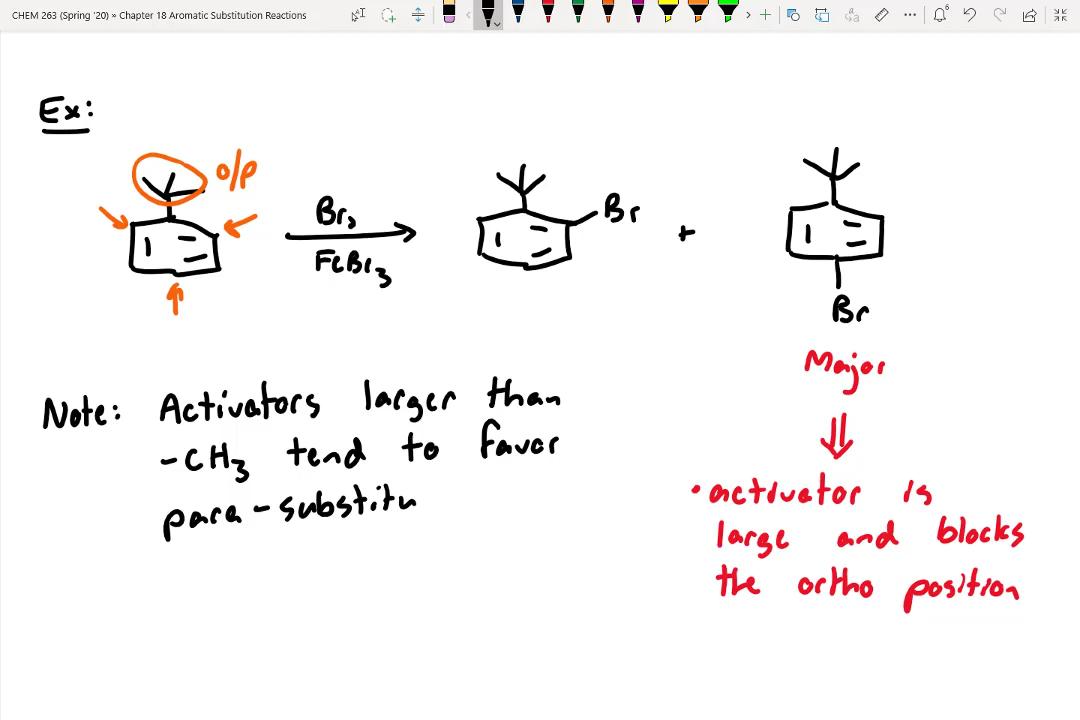 CHEM 263 (Spring '20) » Chapter 18 Aromatic Substitution Reactions
6
Ex:
o/p
Br₂
FeBr₃
Br
+
Br
Major
⇓
Note: Activators larger than
-CH₃ tend to favor
para-substitu
• activator is
large and blocks
the ortho position